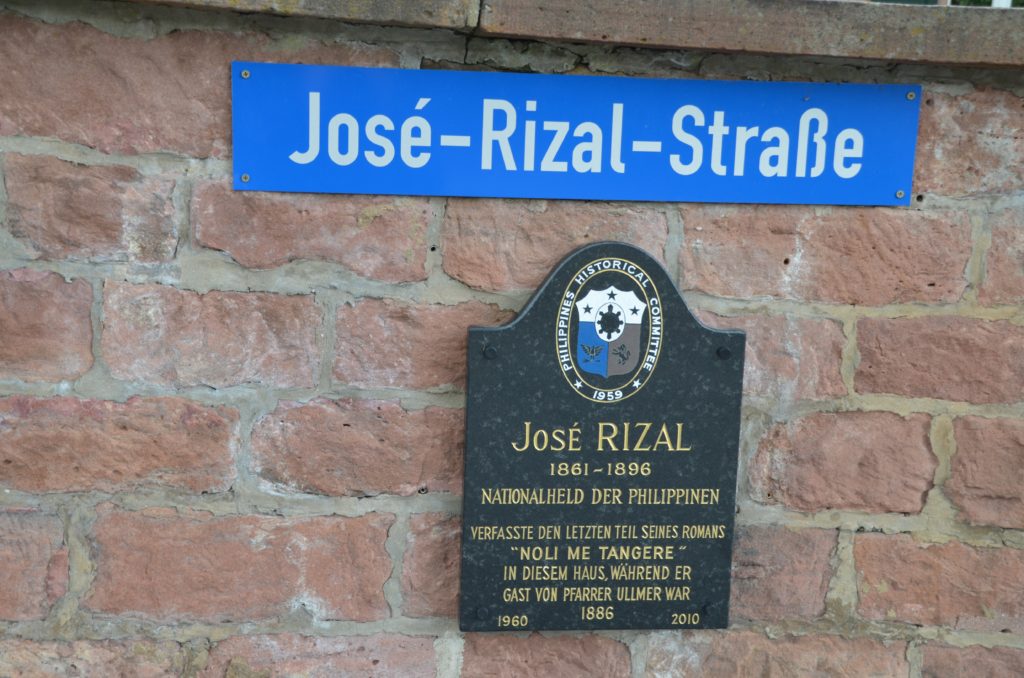 José-Rizal-Straße
PHILIPPINES HISTORICAL COMMITTEE
1959
José RIZAL
1861-1896
NATIONALHELD DER PHILIPPINEN
VERFASSTE DEN LETZTEN TEIL SEINES ROMANS
"NOLI ME TANGERE"
IN DIESEM HAUS, WÄHREND ER
GAST VON PFARRER ULLMER WAR
1886
1960 2010